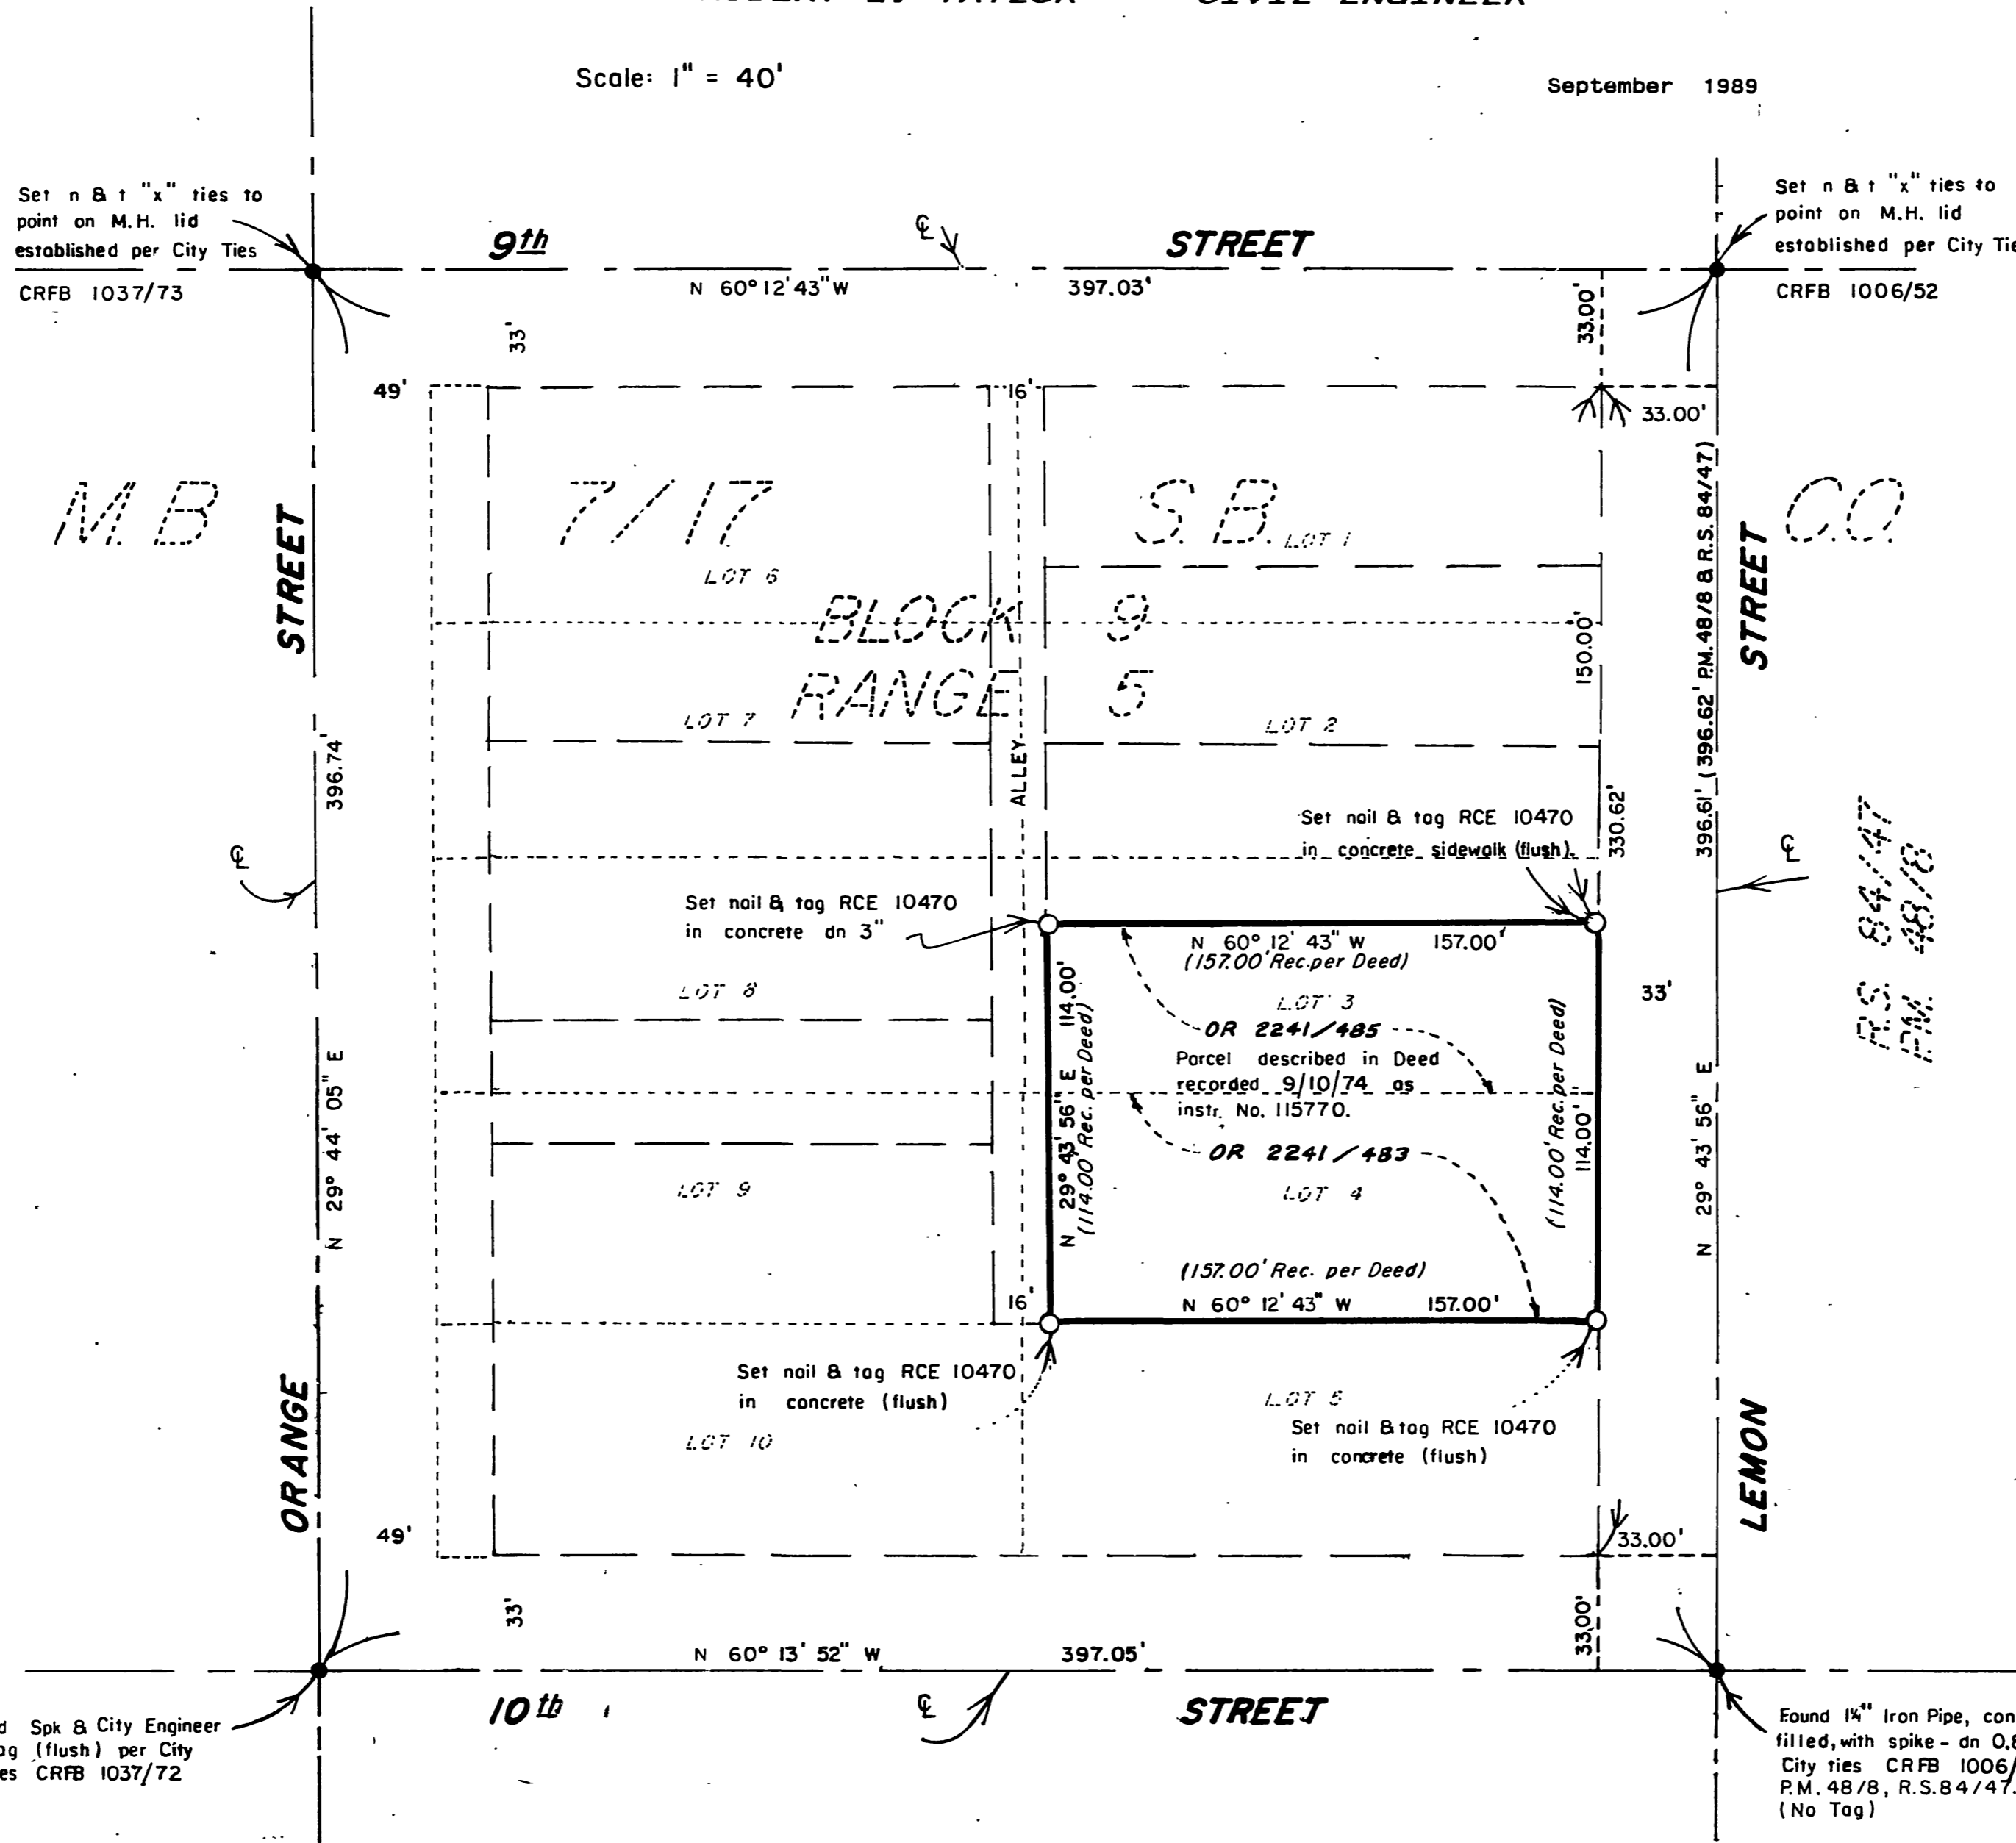 CIVIL ENGINEER
Scale: 1" = 40'
September 1989
Set n & t "x" ties to
point on M.H. lid
established per City Ties
CRFB 1037/73
Set n & t "x" ties to
point on M.H. lid
established per City
CRFB 1006/52
9th STREET
℄
N 60° 12' 43" W 397.03'
33'
33.00'
49'
16'
33.00'
M.B 7/17 S.B. CO.
LOT 1
LOT 6
BLOCK 9
RANGE 5
LOT 7
LOT 2
ALLEY
150.00'
330.62'
STREET
396.74'
℄
N 29° 44' 05" E
ORANGE
STREET
396.61' (396.62' P.M. 48/8 & R.S. 84/47)
℄
N 29° 43' 56" E
LEMON
R.S. 84/47
P.M. 48/8
Set nail & tag RCE 10470
in concrete sidewalk (flush).
Set nail & tag RCE 10470
in concrete dn 3"
N 60° 12' 43" W 157.00'
(157.00' Rec. per Deed)
LOT 8
LOT 3
33'
OR 2241/485
Parcel described in Deed
recorded 9/10/74 as
instr. No. 115770.
OR 2241/483
N 29° 43' 56" E 114.00'
(114.00' Rec. per Deed)
(114.00' Rec. per Deed)
114.00'
LOT 9
LOT 4
(157.00' Rec. per Deed)
N 60° 12' 43" W 157.00'
16'
Set nail & tag RCE 10470
in concrete (flush)
LOT 5
Set nail & tag RCE 10470
in concrete (flush)
LOT 10
49'
33.00'
33'
33.00'
N 60° 13' 52" W 397.05'
10th STREET
℄
Spk & City Engineer
(flush) per City
CRFB 1037/72
Found 1¼" Iron Pipe,
filled, with spike - dn
City ties CRFB 1006/
P.M. 48/8, R.S. 84/47.
(No Tag)